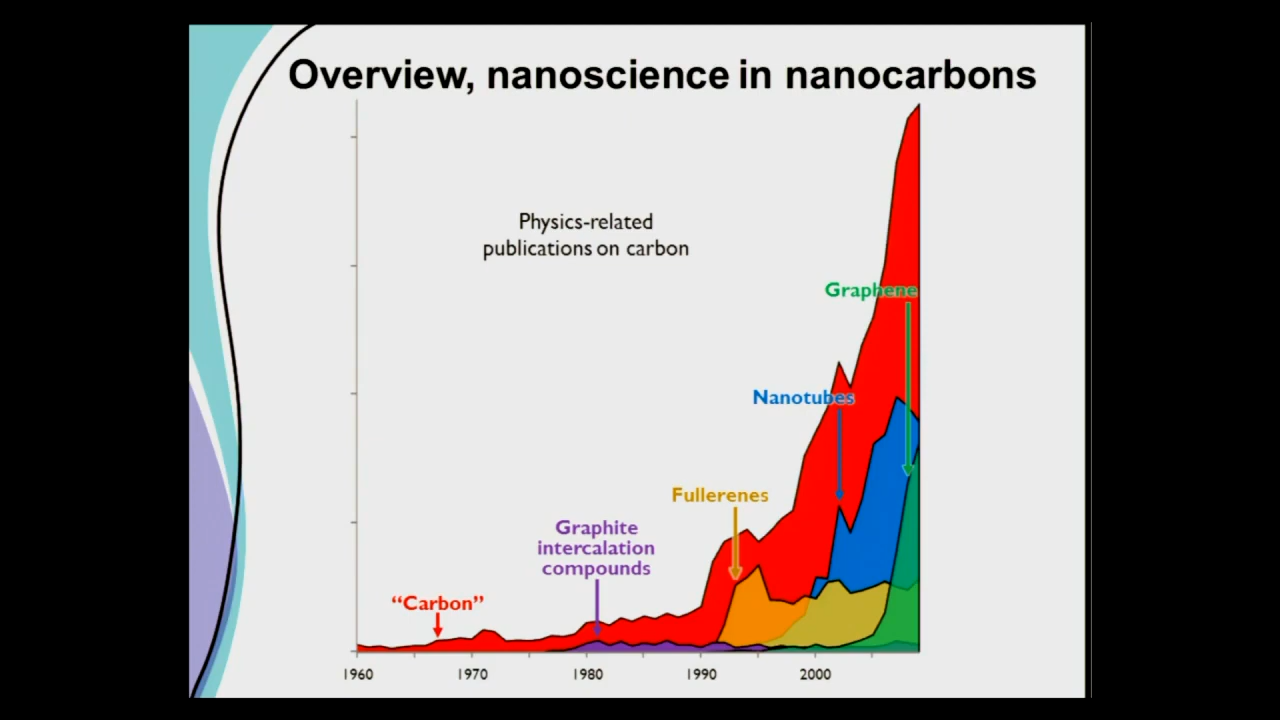 Overview, nanoscience in nanocarbons
Physics-related
publications on carbon
Graphene
Nanotubes
Fullerenes
Graphite
intercalation
compounds
“Carbon”
1960 1970 1980 1990 2000